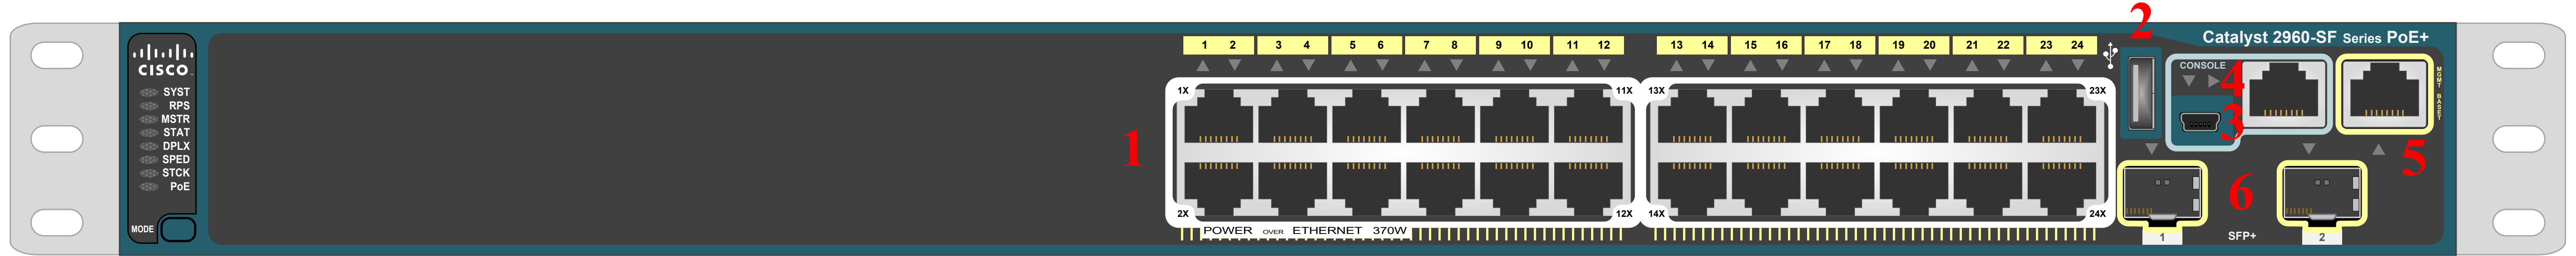 2
1 2 3 4 5 6 7 8 9 10 11 12 13 14 15 16 17 18 19 20 21 22 23 24
Catalyst 2960-SF Series PoE+
CISCO
SYST
RPS
MSTR
STAT
DPLX
SPED
STCK
PoE
MODE
1
1X 11X 13X 23X
2X 12X 14X 24X
POWER OVER ETHERNET 370W
CONSOLE
4
3
MGMT BASET
5
6
1 SFP+ 2